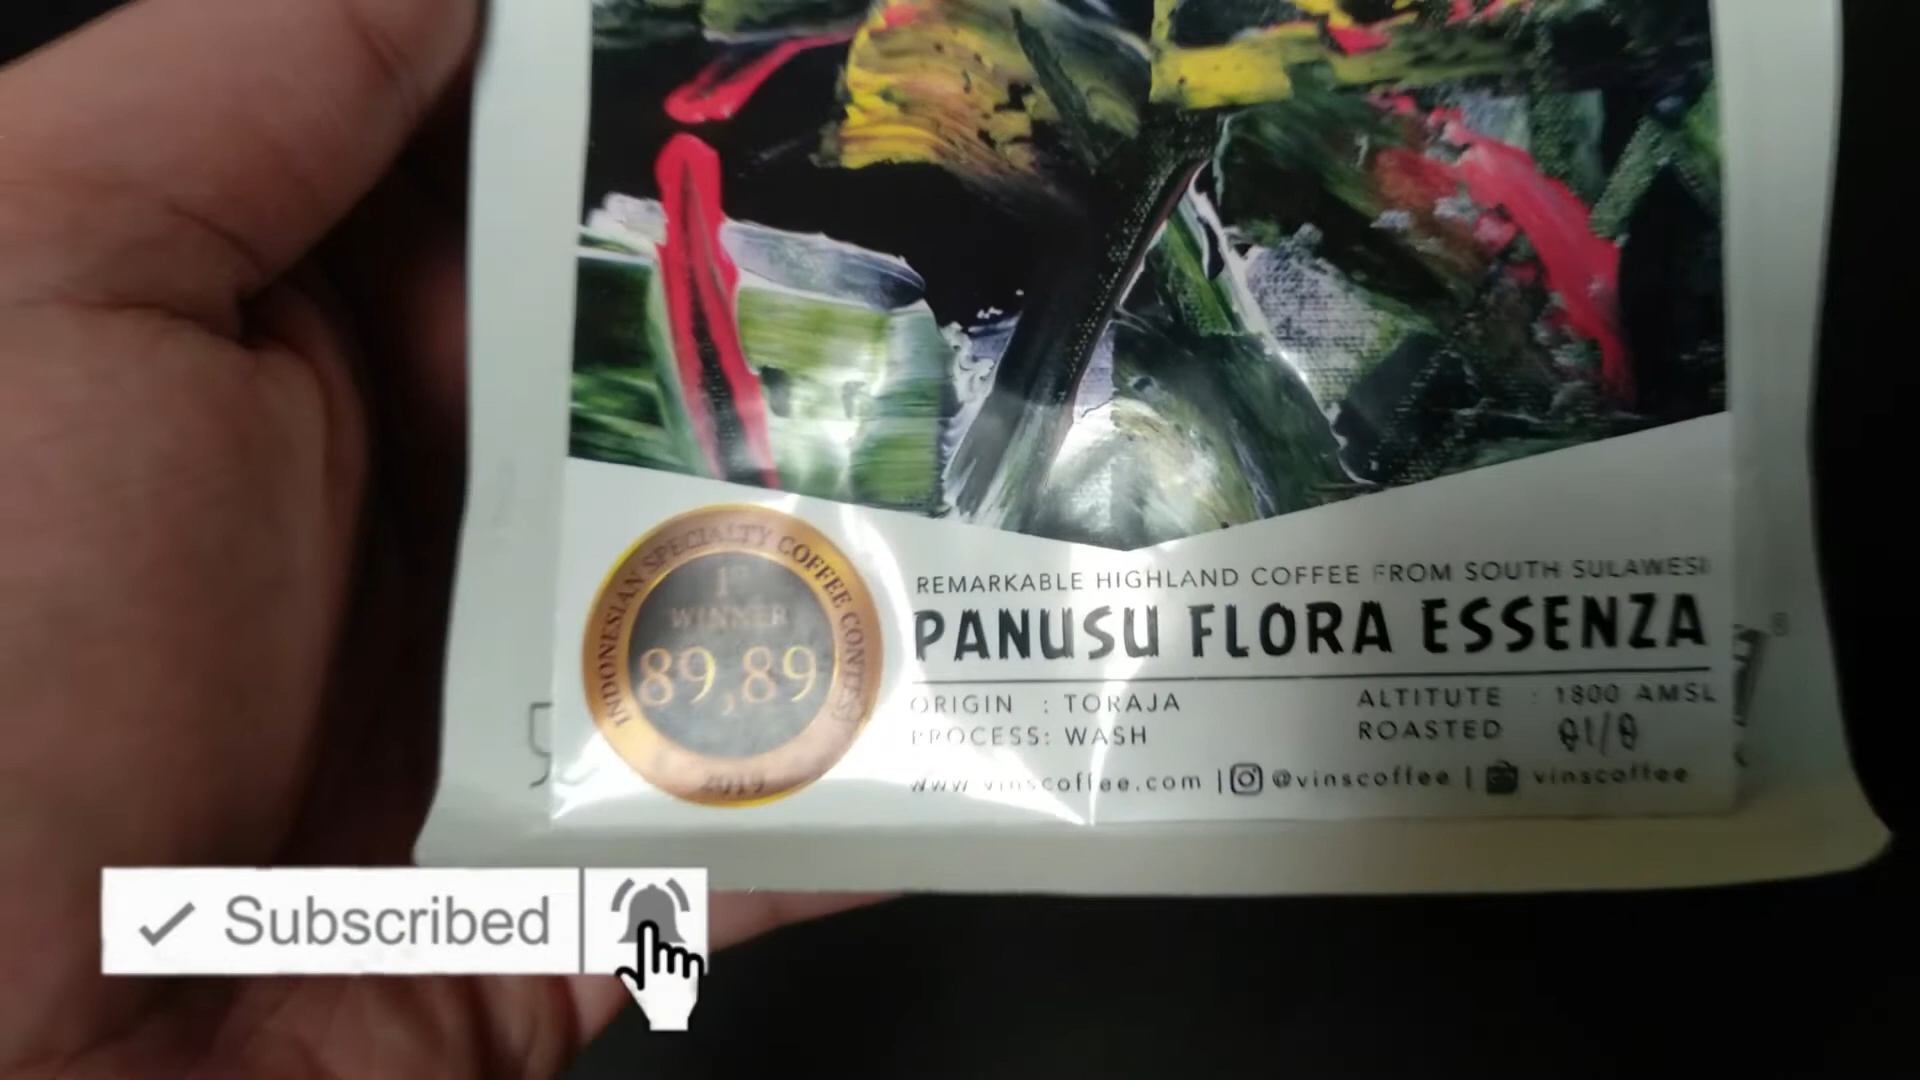 INDONESIAN SPECIALTY COFFEE CONTEST
1st
WINNER
89,89
2019
REMARKABLE HIGHLAND COFFEE FROM SOUTH SULAWESI
PANUSU FLORA ESSENZA
ORIGIN : TORAJA
ALTITUTE : 1800 AMSL
PROCESS: WASH
ROASTED
www.vinscoffee.com | @vinscoffee | vinscoffee
Subscribed